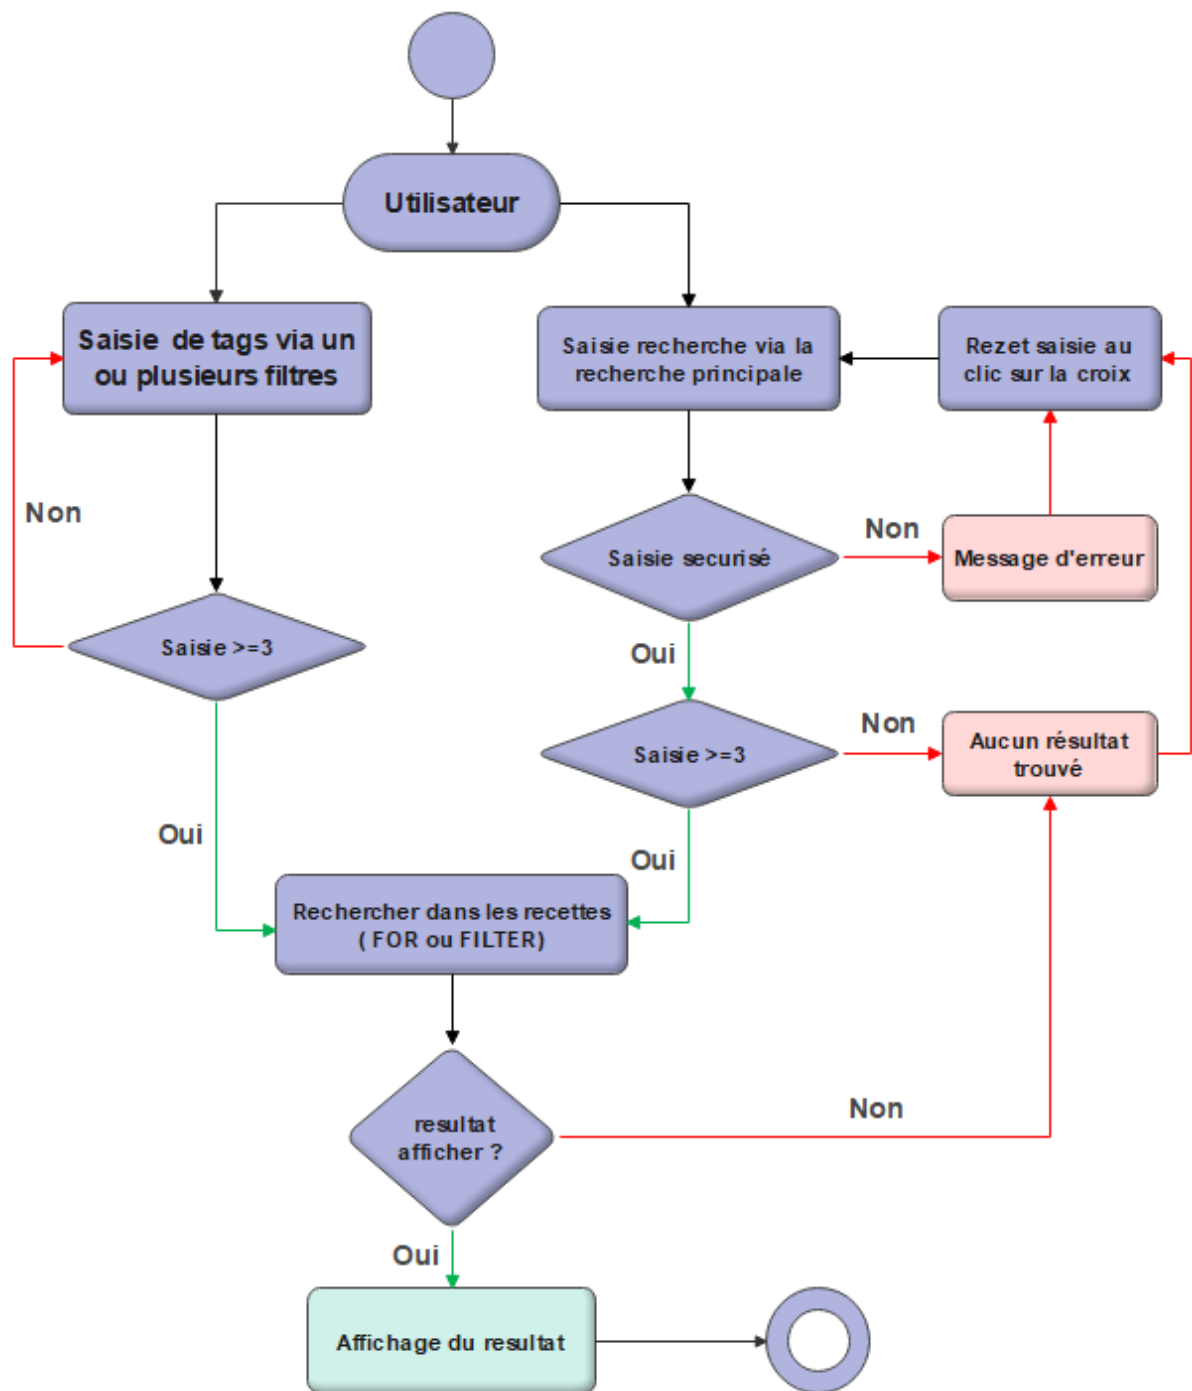 Utilisateur
Saisie de tags via un
ou plusieurs filtres
Saisie recherche via la
recherche principale
Rezet saisie au
clic sur la croix
Non
Non
Saisie securisé
Message d'erreur
Saisie >=3
Oui
Non
Saisie >=3
Aucun résultat
trouvé
Oui
Oui
Rechercher dans les recettes
( FOR ou FILTER)
Non
resultat
afficher ?
Oui
Affichage du resultat